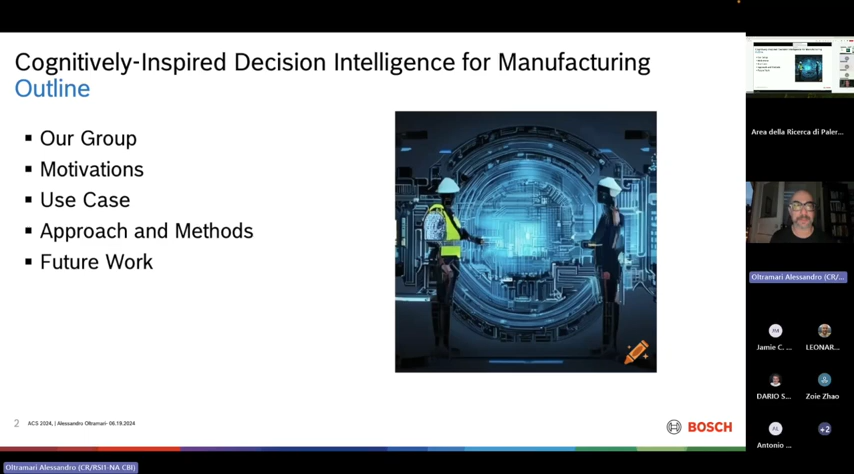 Cognitively-Inspired Decision Intelligence for Manufacturing
Outline
▪ Our Group
▪ Motivations
▪ Use Case
▪ Approach and Methods
▪ Future Work
2 ACS 2024, | Alessandro Oltramari- 06.19.2024
BOSCH
Oltramari Alessandro (CR/RSI1-NA CBI)
Area della Ricerca di Paler...
Oltramari Alessandro (CR/...
Jamie C. ...
LEONAR...
DARIO S...
Zoie Zhao
AL
Antonio ...
+2